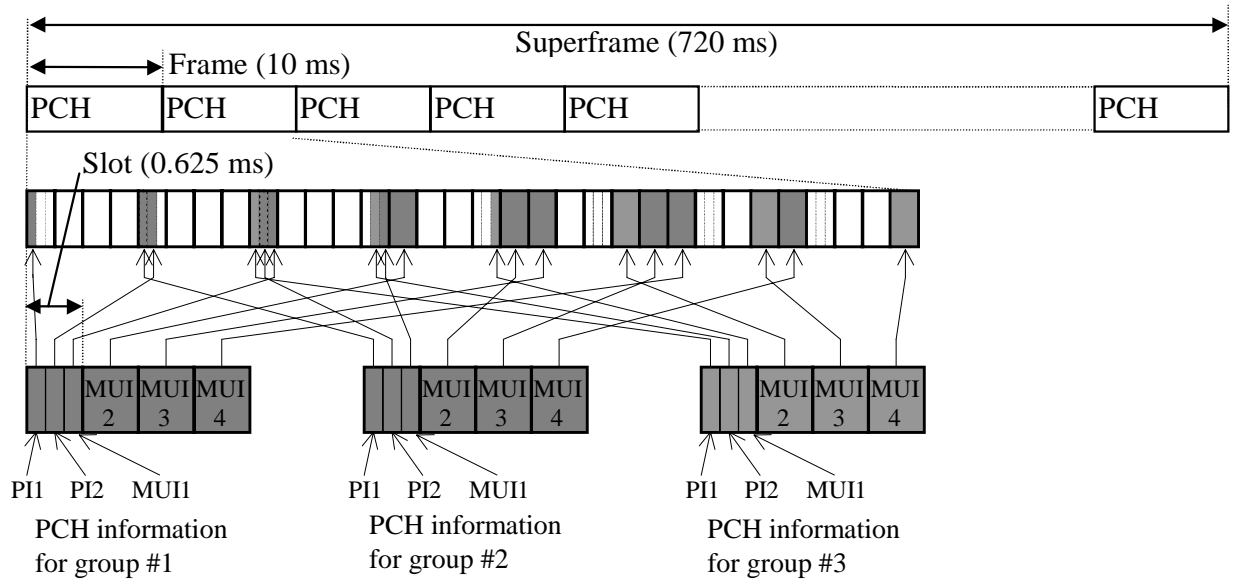 Superframe (720 ms)
Frame (10 ms)
PCH PCH PCH PCH PCH PCH
Slot (0.625 ms)
MUI MUI MUI MUI MUI MUI MUI MUI MUI
2 3 4 2 3 4 2 3 4
PI1 PI2 MUI1 PI1 PI2 MUI1 PI1 PI2 MUI1
PCH information
for group #1
PCH information
for group #2
PCH information
for group #3